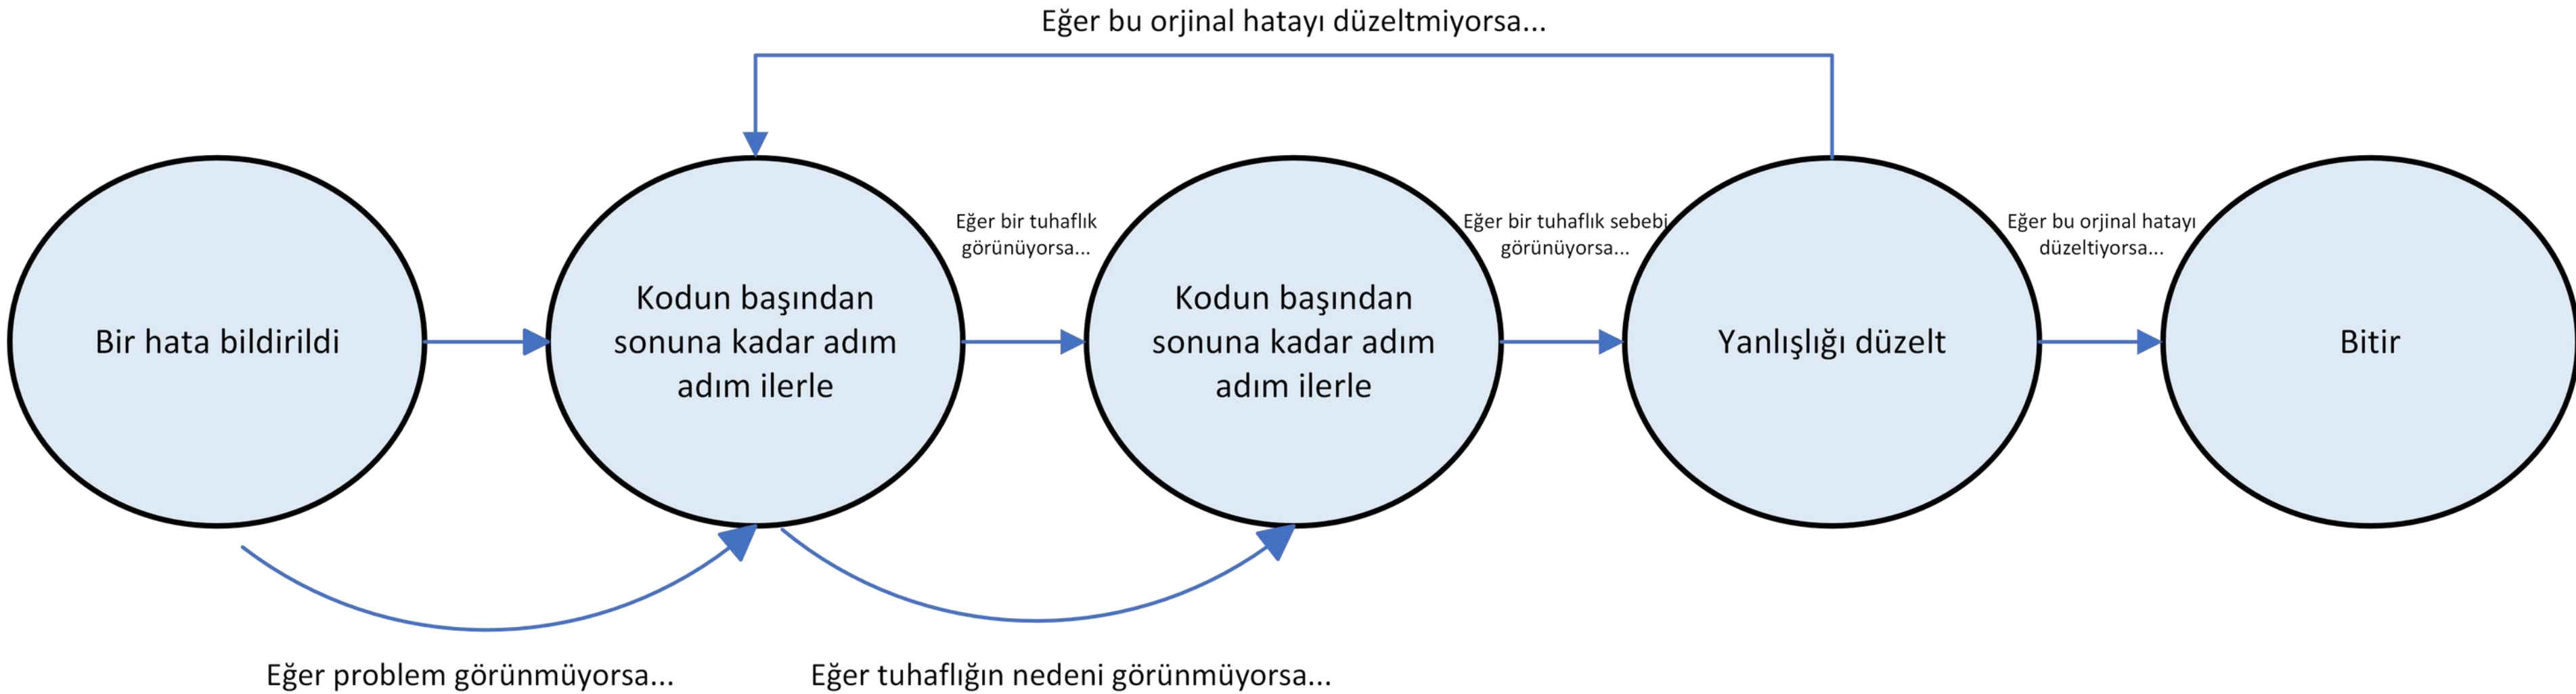 Eğer bu orjinal hatayı düzeltmiyorsa...
Bir hata bildirildi
Kodun başından
sonuna kadar adım
adım ilerle
Eğer bir tuhaflık
görünüyorsa...
Kodun başından
sonuna kadar adım
adım ilerle
Eğer bir tuhaflık sebebi
görünüyorsa...
Yanlışlığı düzelt
Eğer bu orjinal hatayı
düzeltiyorsa...
Bitir
Eğer problem görünmüyorsa...
Eğer tuhaflığın nedeni görünmüyorsa...